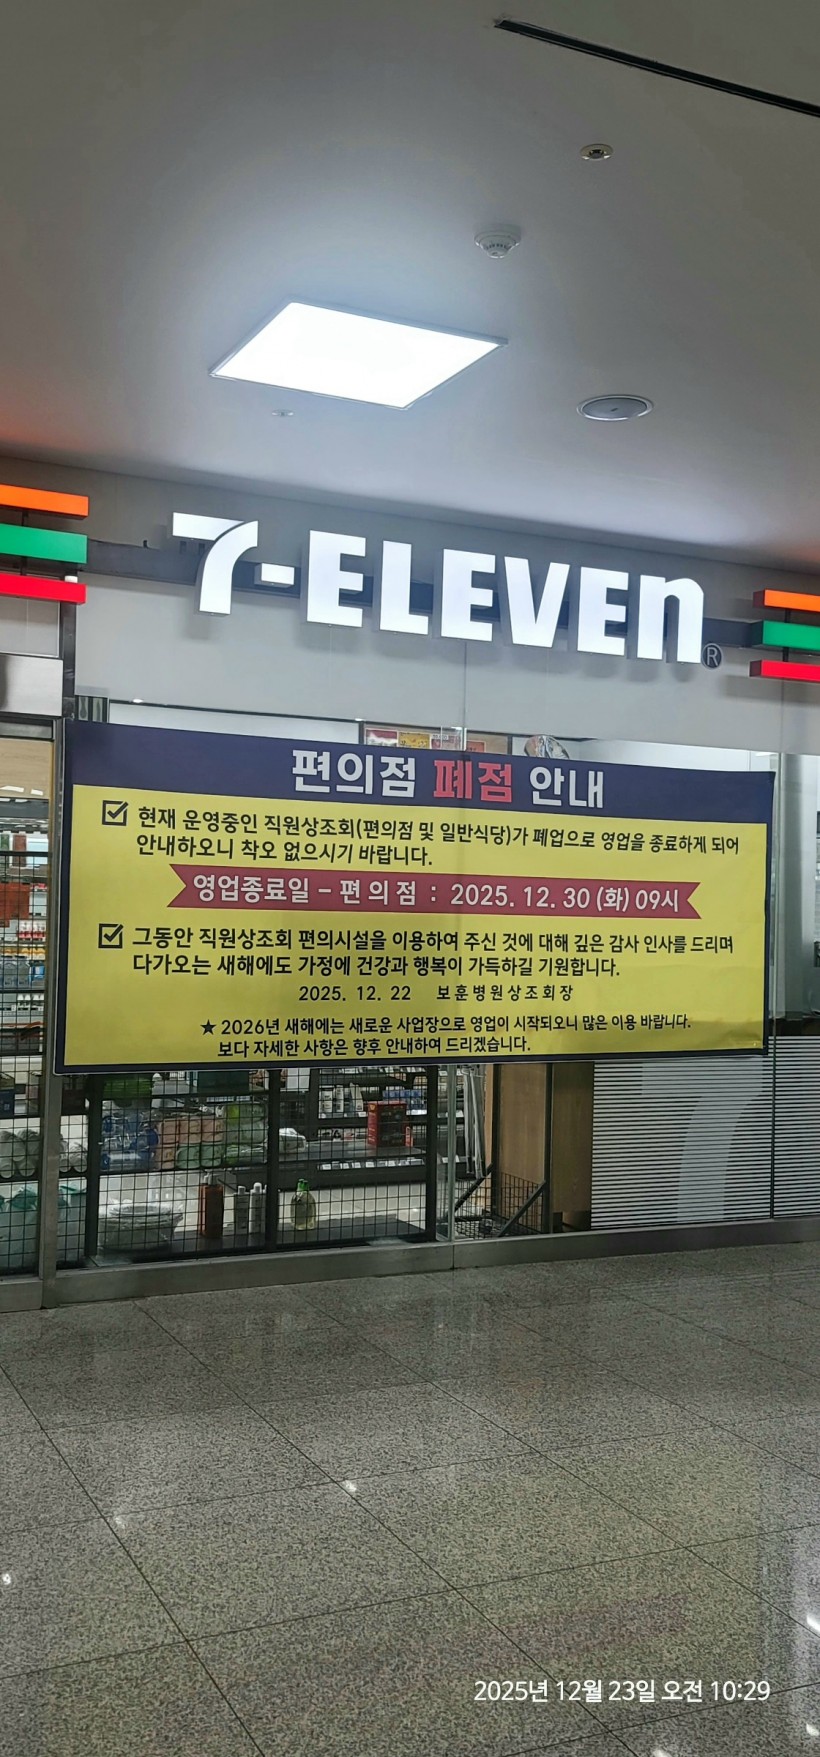 7-ELEVEN®
편의점 폐점 안내
☑ 현재 운영중인 직원상조회(편의점 및 일반식당)가 폐업으로 영업을 종료하게 되어
안내하오니 착오 없으시기 바랍니다.
영업종료일 - 편 의 점 : 2025. 12. 30 (화) 09시
☑ 그동안 직원상조회 편의시설을 이용하여 주신 것에 대해 깊은 감사 인사를 드리며
다가오는 새해에도 가정에 건강과 행복이 가득하길 기원합니다.
2025. 12. 22 보훈병원상조회장
★ 2026년 새해에는 새로운 사업장으로 영업이 시작되오니 많은 이용 바랍니다.
보다 자세한 사항은 향후 안내하여 드리겠습니다.
2025년 12월 23일 오전 10:29